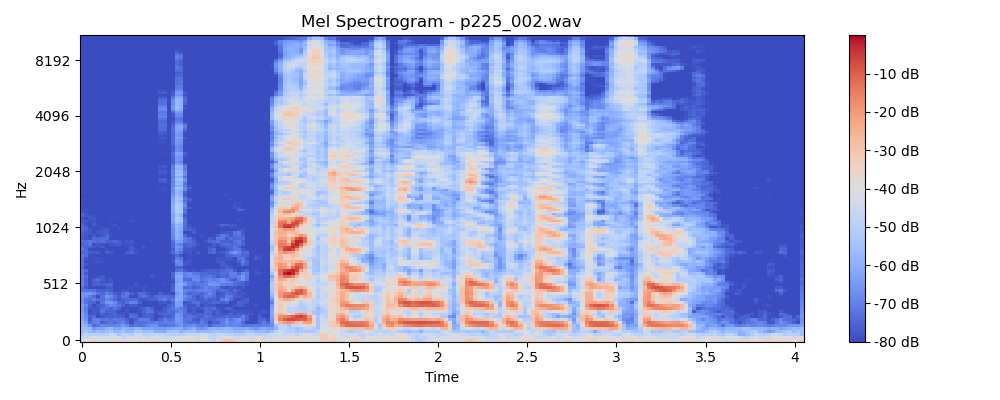 Mel Spectrogram - p225_002.wav
8192
4096
2048
1024
512
0
Hz
0 0.5 1 1.5 2 2.5 3 3.5 4
Time
-10 dB
-20 dB
-30 dB
-40 dB
-50 dB
-60 dB
-70 dB
-80 dB